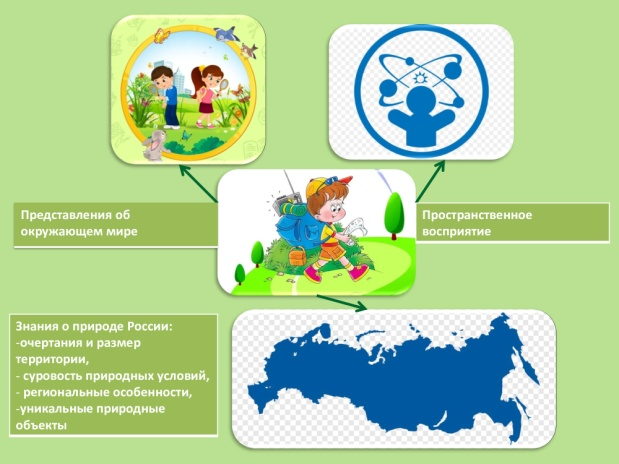 Представления об
окружающем мире
Пространственное
восприятие
Знания о природе России:
-очертания и размер
территории,
- суровость природных условий,
- региональные особенности,
-уникальные природные
объекты